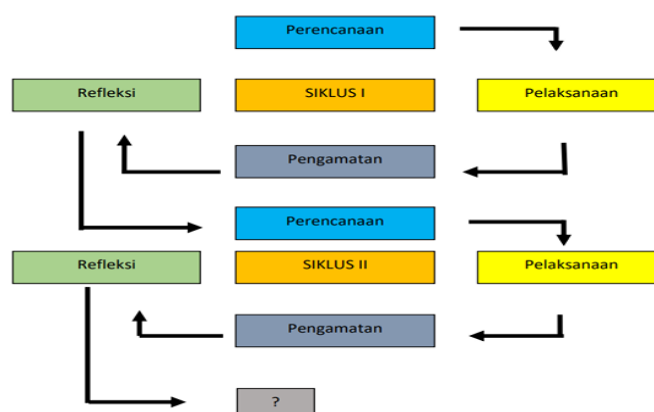 Perencanaan
Refleksi
SIKLUS I
Pelaksanaan
Pengamatan
Perencanaan
Refleksi
SIKLUS II
Pelaksanaan
Pengamatan
?